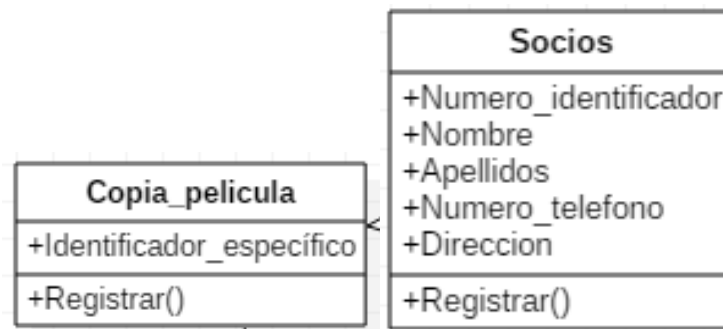 Copia_pelicula
+Identificador_específico
+Registrar()
Socios
+Numero_identificador
+Nombre
+Apellidos
+Numero_telefono
+Direccion
+Registrar()